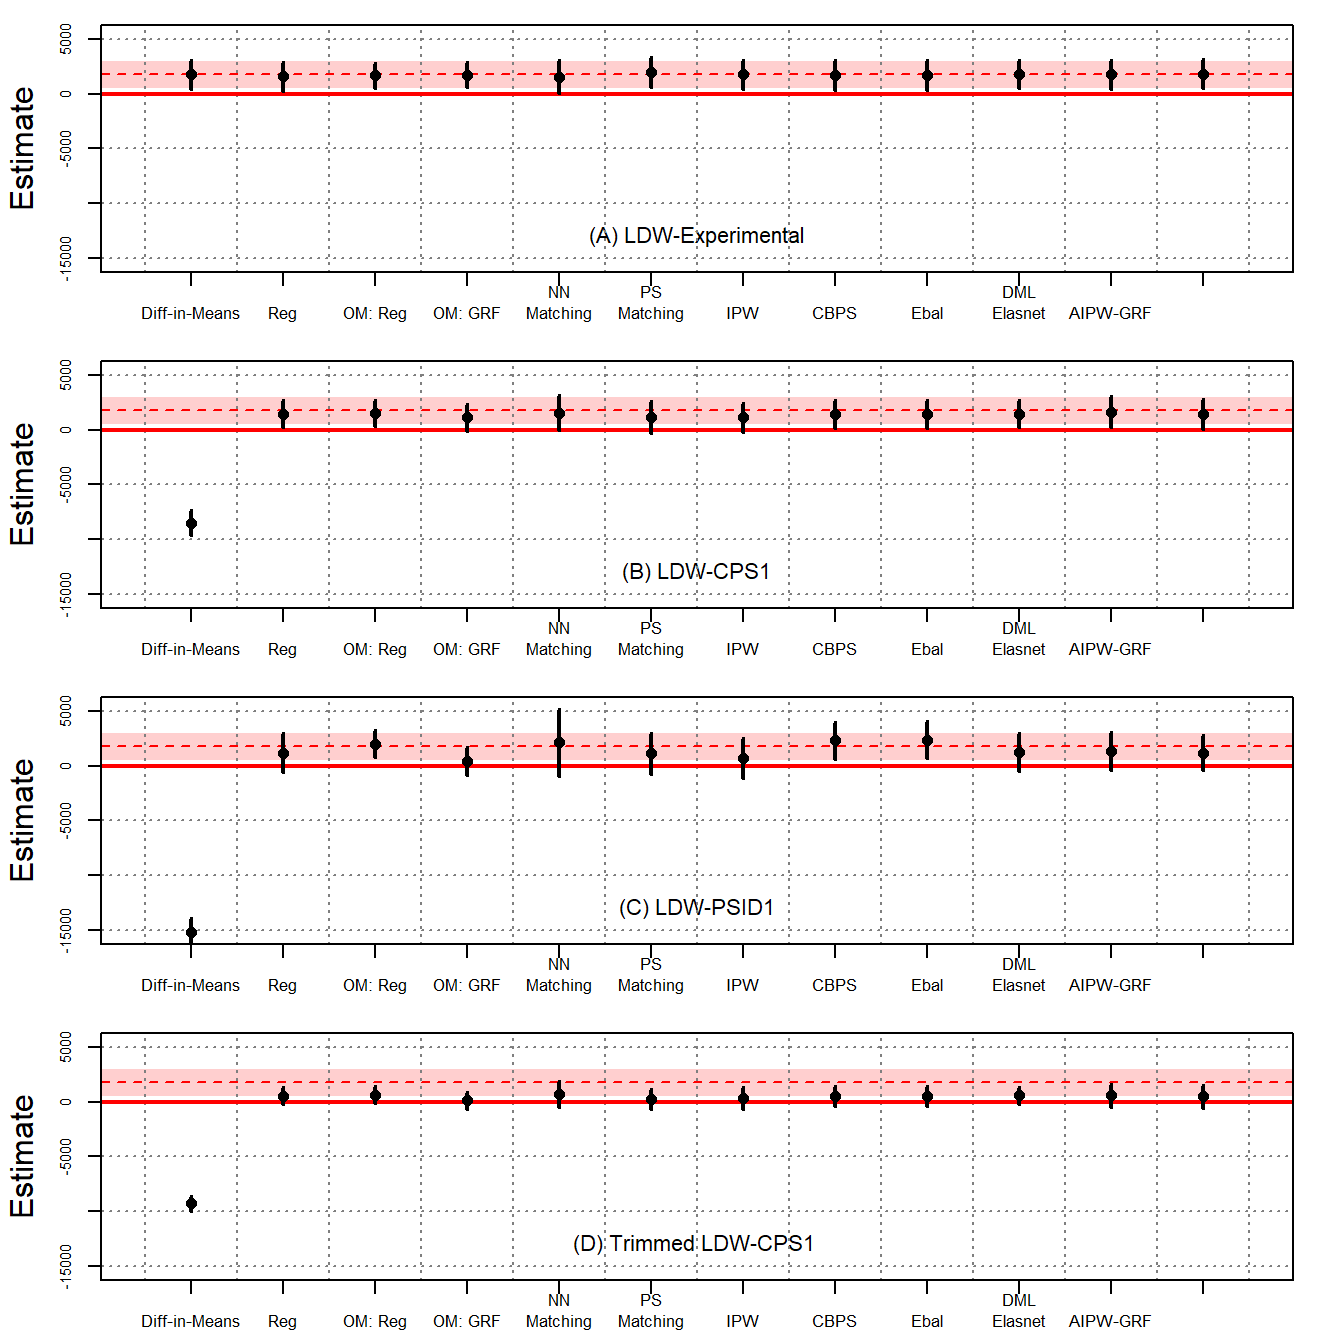 Estimate
5000
0
-5000
-15000
(A) LDW-Experimental
NN
PS
DML
Diff-in-Means Reg OM: Reg OM: GRF Matching Matching IPW CBPS Ebal Elasnet AIPW-GRF
Estimate
5000
0
-5000
-15000
(B) LDW-CPS1
NN
PS
DML
Diff-in-Means Reg OM: Reg OM: GRF Matching Matching IPW CBPS Ebal Elasnet AIPW-GRF
Estimate
5000
0
-5000
-15000
(C) LDW-PSID1
NN
PS
DML
Diff-in-Means Reg OM: Reg OM: GRF Matching Matching IPW CBPS Ebal Elasnet AIPW-GRF
Estimate
5000
0
-5000
-15000
(D) Trimmed LDW-CPS1
NN
PS
DML
Diff-in-Means Reg OM: Reg OM: GRF Matching Matching IPW CBPS Ebal Elasnet AIPW-GRF